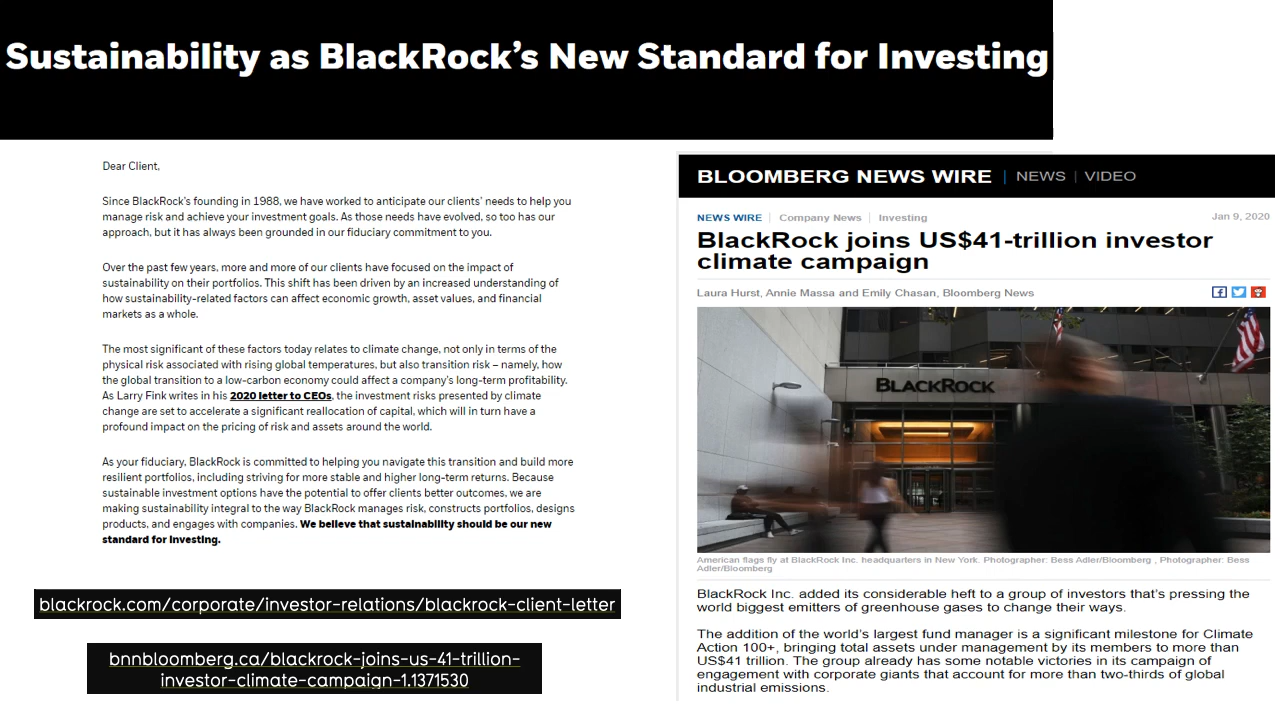 Sustainability as BlackRock's New Standard for Investing
Dear Client,
Since BlackRock's founding in 1988, we have worked to anticipate our clients' needs to help you
manage risk and achieve your investment goals. As those needs have evolved, so too has our
approach, but it has always been grounded in our fiduciary commitment to you.
Over the past few years, more and more of our clients have focused on the impact of
sustainability on their portfolios. This shift has been driven by an increased understanding of
how sustainability-related factors can affect economic growth, asset values, and financial
markets as a whole.
The most significant of these factors today relates to climate change, not only in terms of the
physical risk associated with rising global temperatures, but also transition risk – namely, how
the global transition to a low-carbon economy could affect a company's long-term profitability.
As Larry Fink writes in his 2020 letter to CEOs, the investment risks presented by climate
change are set to accelerate a significant reallocation of capital, which will in turn have a
profound impact on the pricing of risk and assets around the world.
As your fiduciary, BlackRock is committed to helping you navigate this transition and build more
resilient portfolios, including striving for more stable and higher long-term returns. Because
sustainable investment options have the potential to offer clients better outcomes, we are
making sustainability integral to the way BlackRock manages risk, constructs portfolios, designs
products, and engages with companies. We believe that sustainability should be our new
standard for investing.
blackrock.com/corporate/investor-relations/blackrock-client-letter
bnnbloomberg.ca/blackrock-joins-us-41-trillion-
investor-climate-campaign-1.1371530
BLOOMBERG NEWS WIRE | NEWS | VIDEO
NEWS WIRE | Company News | Investing Jan 9, 2020
BlackRock joins US$41-trillion investor
climate campaign
Laura Hurst, Annie Massa and Emily Chasan, Bloomberg News
BLACKROCK
American flags fly at BlackRock Inc. headquarters in New York. Photographer: Bess Adler/Bloomberg , Photographer: Bess
Adler/Bloomberg
BlackRock Inc. added its considerable heft to a group of investors that's pressing the
world biggest emitters of greenhouse gases to change their ways.
The addition of the world's largest fund manager is a significant milestone for Climate
Action 100+, bringing total assets under management by its members to more than
US$41 trillion. The group already has some notable victories in its campaign of
engagement with corporate giants that account for more than two-thirds of global
industrial emissions.